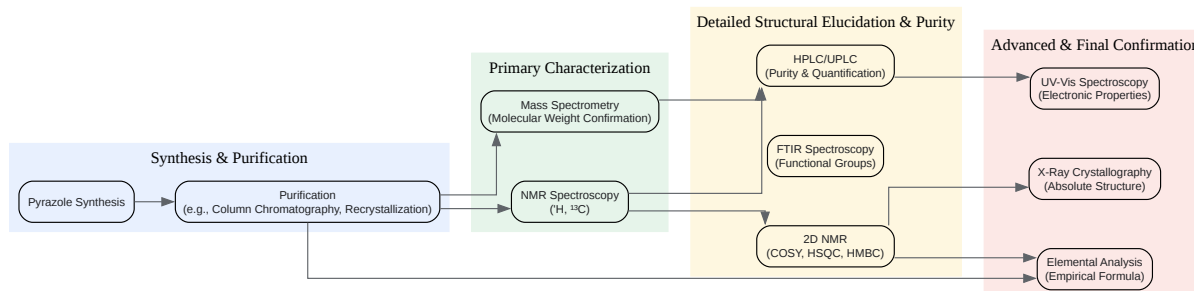 Synthesis & Purification
Pyrazole Synthesis
Purification
(e.g., Column Chromatography, Recrystallization)
Primary Characterization
Mass Spectrometry
(Molecular Weight Confirmation)
NMR Spectroscopy
(¹H, ¹³C)
Detailed Structural Elucidation & Purity
HPLC/UPLC
(Purity & Quantification)
FTIR Spectroscopy
(Functional Groups)
2D NMR
(COSY, HSQC, HMBC)
Advanced & Final Confirmation
UV-Vis Spectroscopy
(Electronic Properties)
X-Ray Crystallography
(Absolute Structure)
Elemental Analysis
(Empirical Formula)